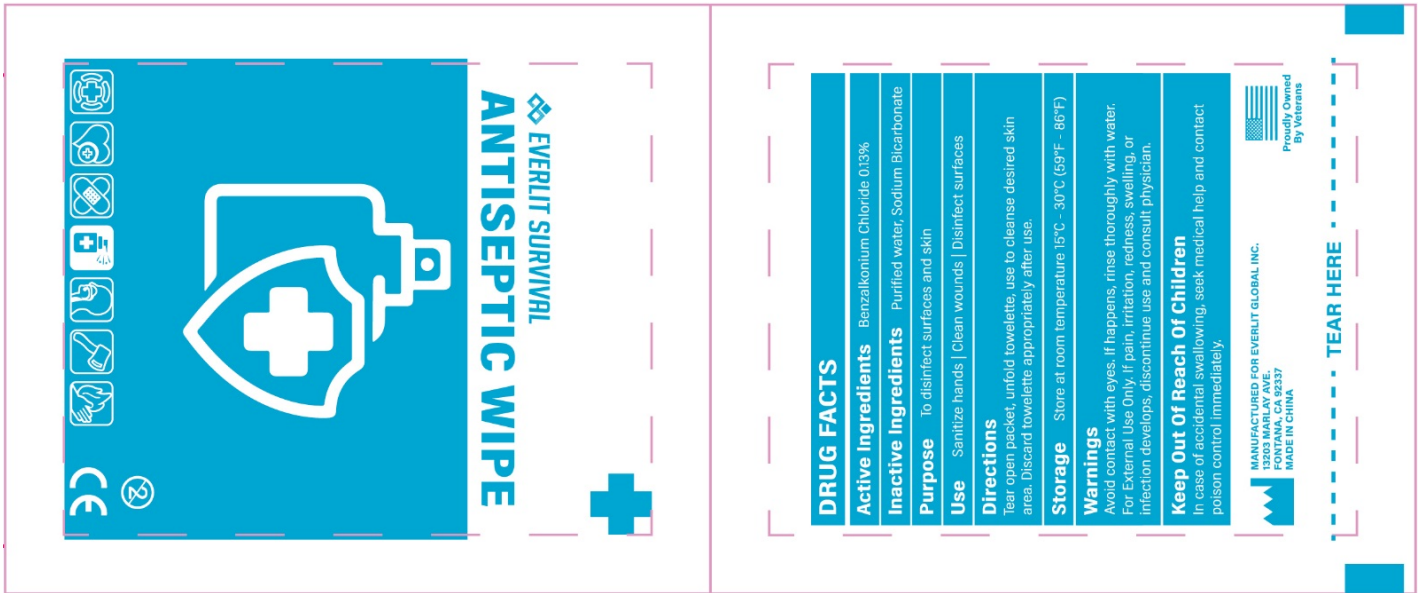 EVERLIT SURVIVAL
ANTISEPTIC WIPE
CE
2
DRUG FACTS
Active Ingredients Benzalkonium Chloride 0.13%
Inactive Ingredients Purified water, Sodium Bicarbonate
Purpose To disinfect surfaces and skin
Use Sanitize hands | Clean wounds | Disinfect surfaces
Directions
Tear open packet, unfold towelette, use to cleanse desired skin
area. Discard towelette appropriately after use.
Storage Store at room temperature 15°C - 30°C (59°F - 86°F)
Warnings
Avoid contact with eyes. If happens, rinse thoroughly with water.
For External Use Only. If pain, irritation, redness, swelling, or
infection develops, discontinue use and consult physician.
Keep Out Of Reach Of Children
In case of accidental swallowing, seek medical help and contact
poison control immediately.
MANUFACTURED FOR EVERLIT GLOBAL INC.
13203 MARLAY AVE.
FONTANA, CA 92337
MADE IN CHINA
Proudly Owned
By Veterans
TEAR HERE